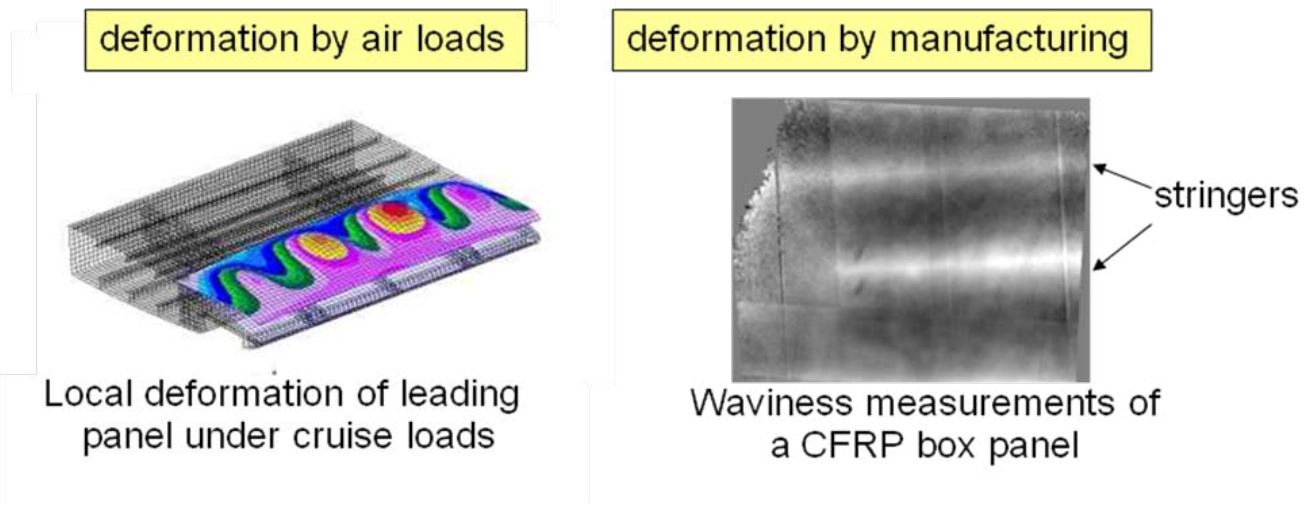 deformation by air loads
deformation by manufacturing
stringers
Local deformation of leading
panel under cruise loads
Waviness measurements of
a CFRP box panel